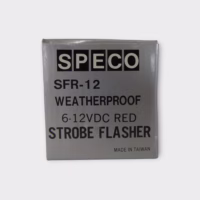 SPECO
SFR-12
WEATHERPROOF
6-12VDC RED
STROBE FLASHER
MADE IN TAIWAN